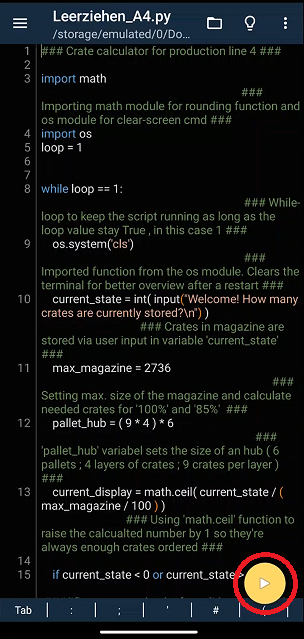 Leerziehen_A4.py
/storage/emulated/0/Do...
1 ### Crate calculator for production line 4 ###
2
3 import math
###
Importing math module for rounding function and
os module for clear-screen cmd ###
4 import os
5 loop = 1
6
7
8 while loop == 1:
### While-
loop to keep the script running as long as the
loop value stay True , in this case 1 ###
9 os.system('cls')
###
Imported function from the os module. Clears the
terminal for better overview after a restart ###
10 current_state = int( input("Welcome! How many
crates are currently stored?\n") )
### Crates in magazine are
stored via user input in variable 'current_state'
###
11 max_magazine = 2736
###
Setting max. size of the magazine and calculate
needed crates for '100%' and '85%' ###
12 pallet_hub = ( 9 * 4 ) * 6
###
'pallet_hub' variabel sets the size of an hub ( 6
pallets ; 4 layers of crates ; 9 crates per layer )
###
13 current_display = math.ceil( current_state / (
max_magazine / 100 ) )
### Using 'math.ceil' function to
raise the calcualted number by 1 so they're
always enough crates ordered ###
14
15 if current_state < 0 or current_state >
Tab : ; ' # (